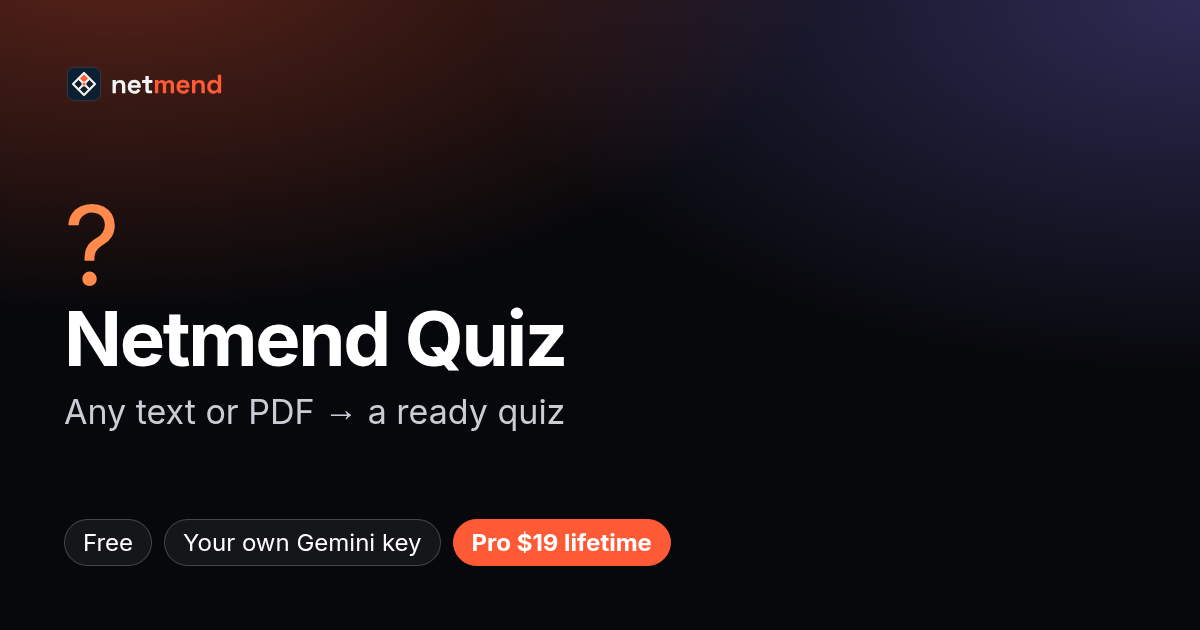 netmend
?
Netmend Quiz
Any text or PDF → a ready quiz
Free Your own Gemini key Pro $19 lifetime